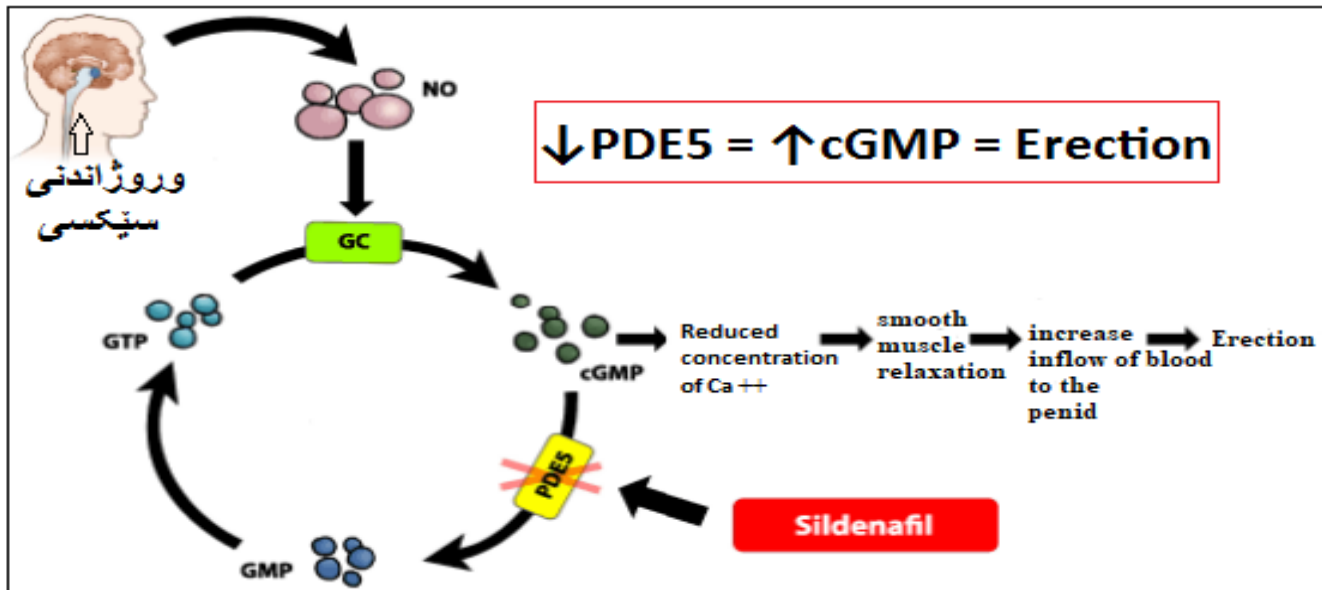 NO
↓PDE5 = ↑cGMP = Erection
وروژاندنی
سێکسی
GC
GTP
cGMP
Reduced
concentration
of Ca ++
smooth
muscle
relaxation
increase
inflow of blood
to the
penid
Erection
PDE5
Sildenafil
GMP